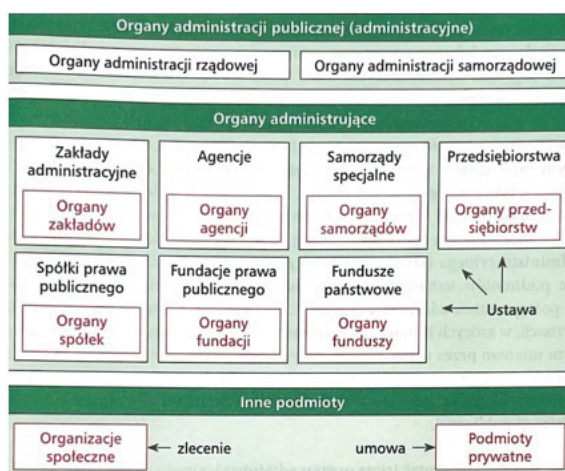 Organy administracji publicznej (administracyjne)
Organy administracji rządowej
Organy administracji samorządowej
Organy administrujące
Zakłady
administracyjne
Organy
zakładów
Agencje
Organy
agencji
Samorządy
specjalne
Organy
samorządów
Przedsiębiorstwa
Organy przed-
siębiorstw
Spółki prawa
publicznego
Organy
spółek
Fundacje prawa
publicznego
Organy
fundacji
Fundusze
państwowe
Organy
funduszy
Ustawa
Inne podmioty
Organizacje
społeczne
zlecenie
umowa
Podmioty
prywatne